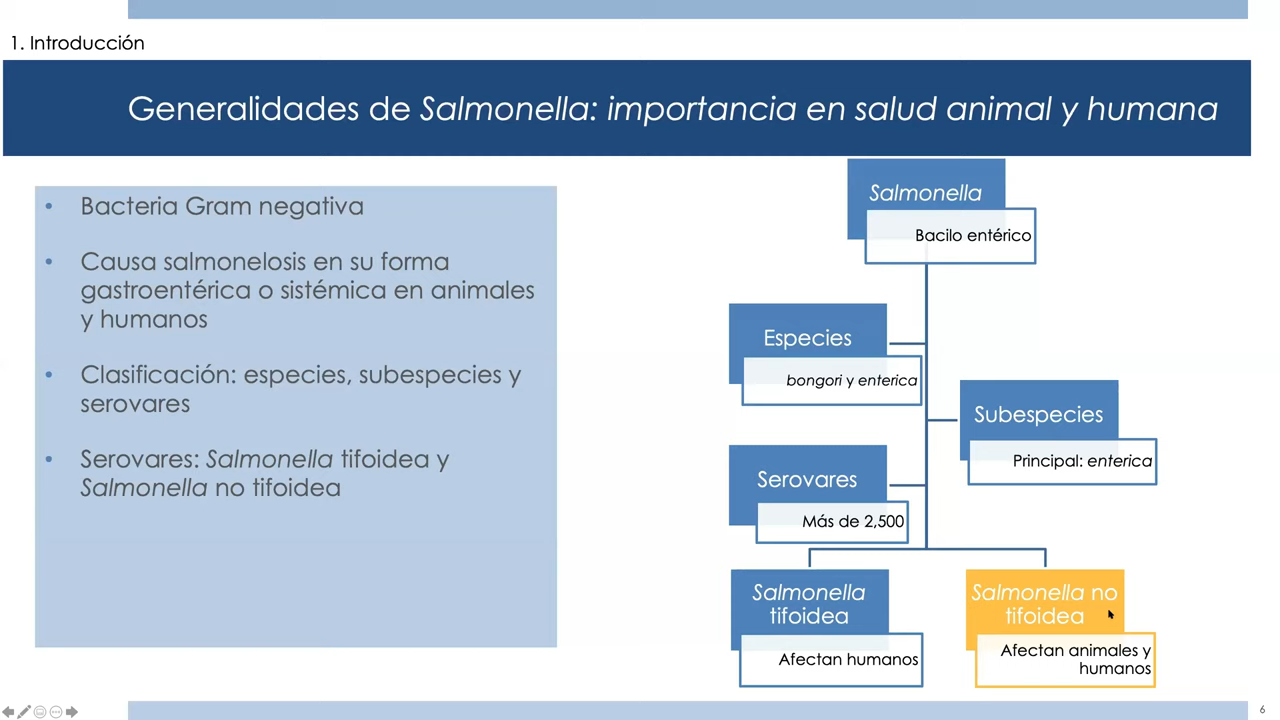 1. Introducción
Generalidades de Salmonella: importancia en salud animal y humana
• Bacteria Gram negativa
• Causa salmonelosis en su forma
gastroentérica o sistémica en animales
y humanos
• Clasificación: especies, subespecies y
serovares
• Serovares: Salmonella tifoidea y
Salmonella no tifoidea
Salmonella
Bacilo entérico
Especies
bongori y enterica
Subespecies
Principal: enterica
Serovares
Más de 2,500
Salmonella
tifoidea
Afectan humanos
Salmonella no
tifoidea
Afectan animales y
humanos
6